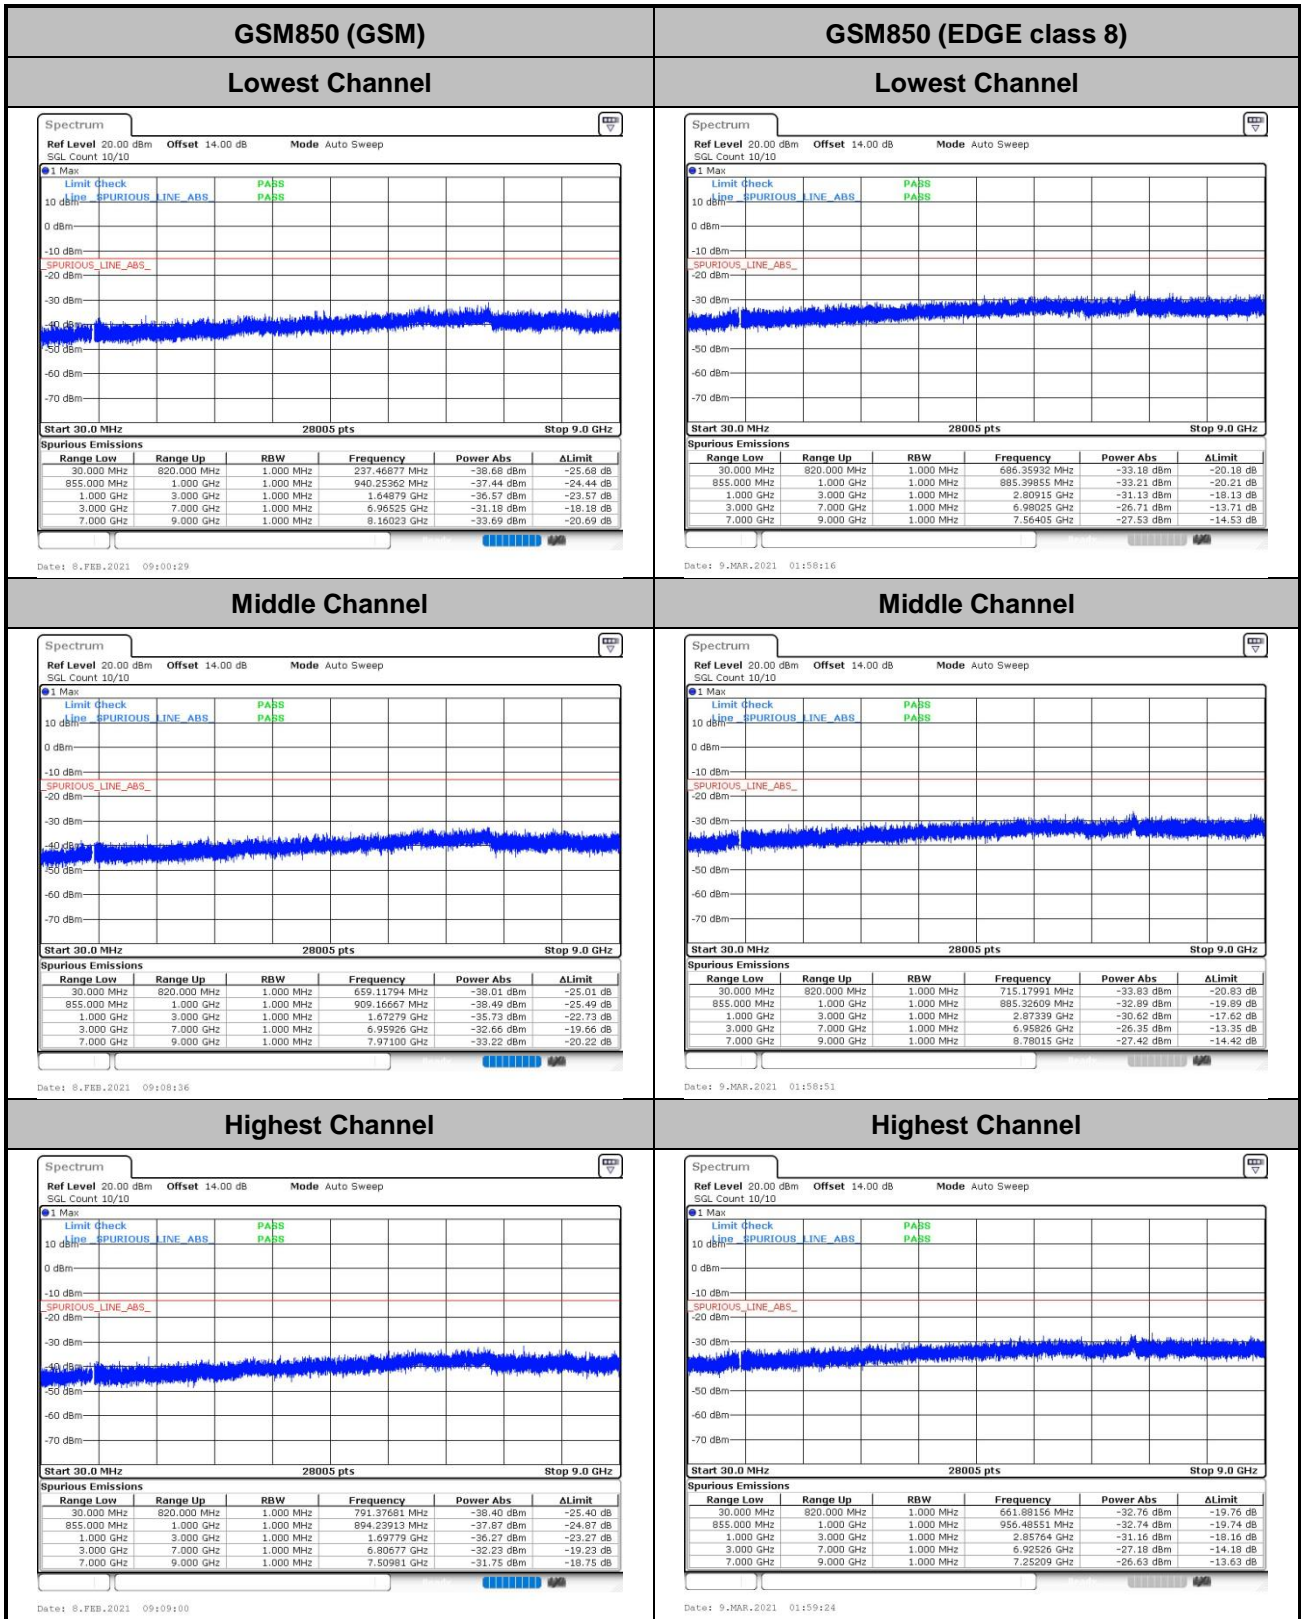 GSM850 (GSM)
GSM850 (EDGE class 8)
Lowest Channel
Lowest Channel
Spectrum
Ref Level 20.00 dBm Offset 14.00 dB Mode Auto Sweep
SGL Count 10/10
1 Max
Limit Check PASS
10 dBm Line _SPURIOUS_LINE_ABS_ PASS
0 dBm
-10 dBm
_SPURIOUS_LINE_ABS_
-20 dBm
-30 dBm
-40 dBm
-50 dBm
-60 dBm
-70 dBm
Start 30.0 MHz 28005 pts Stop 9.0 GHz
Spurious Emissions
Range Low Range Up RBW Frequency Power Abs ΔLimit
30.000 MHz 820.000 MHz 1.000 MHz 237.46877 MHz -38.68 dBm -25.68 dB
855.000 MHz 1.000 GHz 1.000 MHz 940.25362 MHz -37.44 dBm -24.44 dB
1.000 GHz 3.000 GHz 1.000 MHz 1.64879 GHz -36.57 dBm -23.57 dB
3.000 GHz 7.000 GHz 1.000 MHz 6.96525 GHz -31.18 dBm -18.18 dB
7.000 GHz 9.000 GHz 1.000 MHz 8.16023 GHz -33.69 dBm -20.69 dB
Date: 8.FEB.2021 09:00:29
Spectrum
Ref Level 20.00 dBm Offset 14.00 dB Mode Auto Sweep
SGL Count 10/10
1 Max
Limit Check PASS
10 dBm Line _SPURIOUS_LINE_ABS_ PASS
0 dBm
-10 dBm
_SPURIOUS_LINE_ABS_
-20 dBm
-30 dBm
-50 dBm
-60 dBm
-70 dBm
Start 30.0 MHz 28005 pts Stop 9.0 GHz
Spurious Emissions
Range Low Range Up RBW Frequency Power Abs ΔLimit
30.000 MHz 820.000 MHz 1.000 MHz 686.35932 MHz -33.18 dBm -20.18 dB
855.000 MHz 1.000 GHz 1.000 MHz 885.39855 MHz -33.21 dBm -20.21 dB
1.000 GHz 3.000 GHz 1.000 MHz 2.80915 GHz -31.13 dBm -18.13 dB
3.000 GHz 7.000 GHz 1.000 MHz 6.98025 GHz -26.71 dBm -13.71 dB
7.000 GHz 9.000 GHz 1.000 MHz 7.56405 GHz -27.53 dBm -14.53 dB
Date: 9.MAR.2021 01:58:16
Middle Channel
Middle Channel
Spectrum
Ref Level 20.00 dBm Offset 14.00 dB Mode Auto Sweep
SGL Count 10/10
1 Max
Limit Check PASS
10 dBm Line _SPURIOUS_LINE_ABS_ PASS
0 dBm
-10 dBm
_SPURIOUS_LINE_ABS_
-20 dBm
-30 dBm
-40 dBm
-50 dBm
-60 dBm
-70 dBm
Start 30.0 MHz 28005 pts Stop 9.0 GHz
Spurious Emissions
Range Low Range Up RBW Frequency Power Abs ΔLimit
30.000 MHz 820.000 MHz 1.000 MHz 659.11794 MHz -38.01 dBm -25.01 dB
855.000 MHz 1.000 GHz 1.000 MHz 909.16667 MHz -38.49 dBm -25.49 dB
1.000 GHz 3.000 GHz 1.000 MHz 1.67279 GHz -35.73 dBm -22.73 dB
3.000 GHz 7.000 GHz 1.000 MHz 6.95926 GHz -32.66 dBm -19.66 dB
7.000 GHz 9.000 GHz 1.000 MHz 7.97100 GHz -33.22 dBm -20.22 dB
Date: 8.FEB.2021 09:08:36
Spectrum
Ref Level 20.00 dBm Offset 14.00 dB Mode Auto Sweep
SGL Count 10/10
1 Max
Limit Check PASS
10 dBm Line _SPURIOUS_LINE_ABS_ PASS
0 dBm
-10 dBm
_SPURIOUS_LINE_ABS_
-20 dBm
-30 dBm
-50 dBm
-60 dBm
-70 dBm
Start 30.0 MHz 28005 pts Stop 9.0 GHz
Spurious Emissions
Range Low Range Up RBW Frequency Power Abs ΔLimit
30.000 MHz 820.000 MHz 1.000 MHz 715.17991 MHz -33.83 dBm -20.83 dB
855.000 MHz 1.000 GHz 1.000 MHz 885.32609 MHz -32.89 dBm -19.89 dB
1.000 GHz 3.000 GHz 1.000 MHz 2.87339 GHz -30.62 dBm -17.62 dB
3.000 GHz 7.000 GHz 1.000 MHz 6.95826 GHz -26.35 dBm -13.35 dB
7.000 GHz 9.000 GHz 1.000 MHz 8.78015 GHz -27.42 dBm -14.42 dB
Date: 9.MAR.2021 01:58:51
Highest Channel
Highest Channel
Spectrum
Ref Level 20.00 dBm Offset 14.00 dB Mode Auto Sweep
SGL Count 10/10
1 Max
Limit Check PASS
10 dBm Line _SPURIOUS_LINE_ABS_ PASS
0 dBm
-10 dBm
_SPURIOUS_LINE_ABS_
-20 dBm
-30 dBm
-40 dBm
-50 dBm
-60 dBm
-70 dBm
Start 30.0 MHz 28005 pts Stop 9.0 GHz
Spurious Emissions
Range Low Range Up RBW Frequency Power Abs ΔLimit
30.000 MHz 820.000 MHz 1.000 MHz 791.37681 MHz -38.40 dBm -25.40 dB
855.000 MHz 1.000 GHz 1.000 MHz 894.23913 MHz -37.87 dBm -24.87 dB
1.000 GHz 3.000 GHz 1.000 MHz 1.69779 GHz -36.27 dBm -23.27 dB
3.000 GHz 7.000 GHz 1.000 MHz 6.80677 GHz -32.23 dBm -19.23 dB
7.000 GHz 9.000 GHz 1.000 MHz 7.50981 GHz -31.75 dBm -18.75 dB
Date: 8.FEB.2021 09:09:00
Spectrum
Ref Level 20.00 dBm Offset 14.00 dB Mode Auto Sweep
SGL Count 10/10
1 Max
Limit Check PASS
10 dBm Line _SPURIOUS_LINE_ABS_ PASS
0 dBm
-10 dBm
_SPURIOUS_LINE_ABS_
-20 dBm
-30 dBm
-50 dBm
-60 dBm
-70 dBm
Start 30.0 MHz 28005 pts Stop 9.0 GHz
Spurious Emissions
Range Low Range Up RBW Frequency Power Abs ΔLimit
30.000 MHz 820.000 MHz 1.000 MHz 661.88156 MHz -32.76 dBm -19.76 dB
855.000 MHz 1.000 GHz 1.000 MHz 956.48551 MHz -32.74 dBm -19.74 dB
1.000 GHz 3.000 GHz 1.000 MHz 2.85764 GHz -31.16 dBm -18.16 dB
3.000 GHz 7.000 GHz 1.000 MHz 6.92526 GHz -27.18 dBm -14.18 dB
7.000 GHz 9.000 GHz 1.000 MHz 7.25209 GHz -26.63 dBm -13.63 dB
Date: 9.MAR.2021 01:59:24